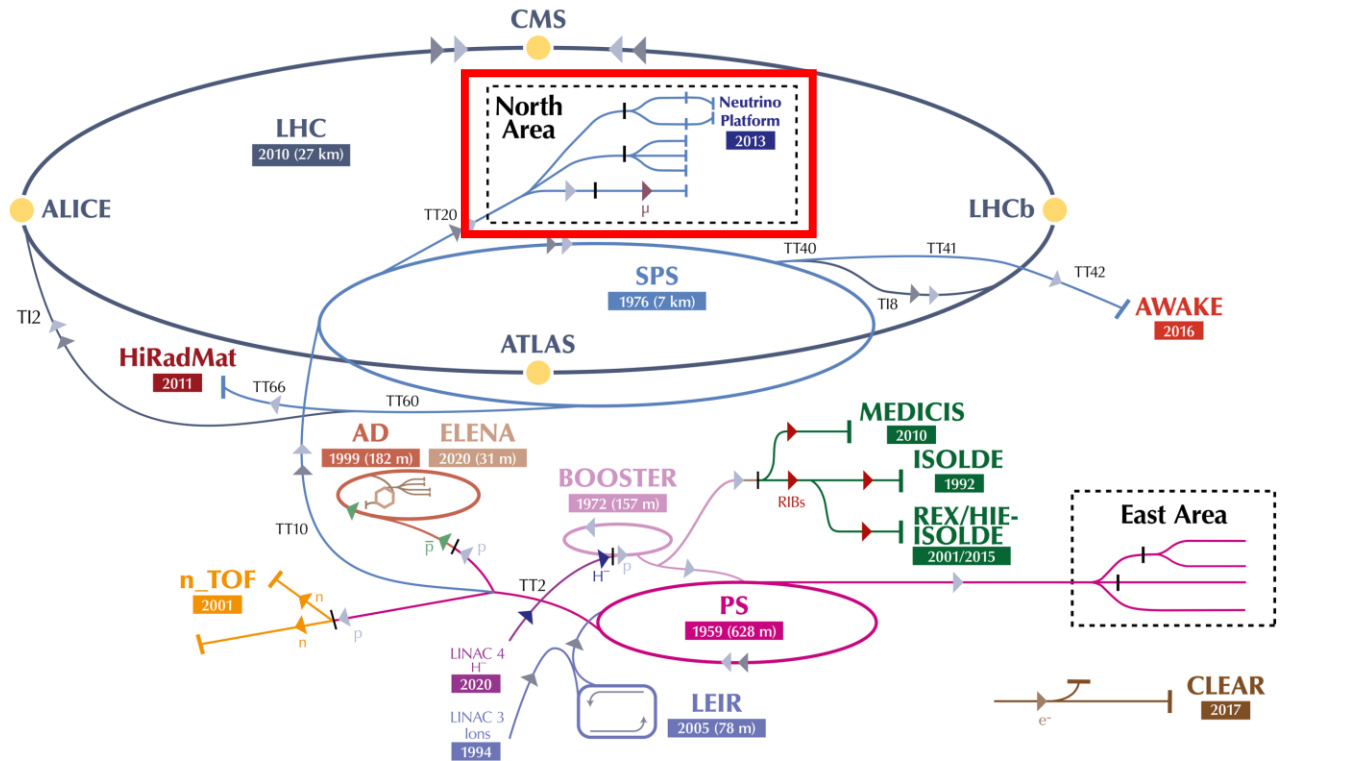 CMS
North
Area
Neutrino
Platform
2013
μ
LHC
2010 (27 km)
ALICE
LHCb
TT20
TT40
TT41
TT42
SPS
1976 (7 km)
TI8
AWAKE
2016
TI2
ATLAS
HiRadMat
2011
TT66
TT60
AD
1999 (182 m)
ELENA
2020 (31 m)
MEDICIS
2010
BOOSTER
1972 (157 m)
ISOLDE
1992
RIBs
REX/HIE-
ISOLDE
2001/2015
East Area
TT10
p̅
p
H⁻
p
n_TOF
2001
n
n
p
TT2
PS
1959 (628 m)
LINAC 4
H⁻
2020
LINAC 3
Ions
1994
LEIR
2005 (78 m)
CLEAR
2017
e⁻